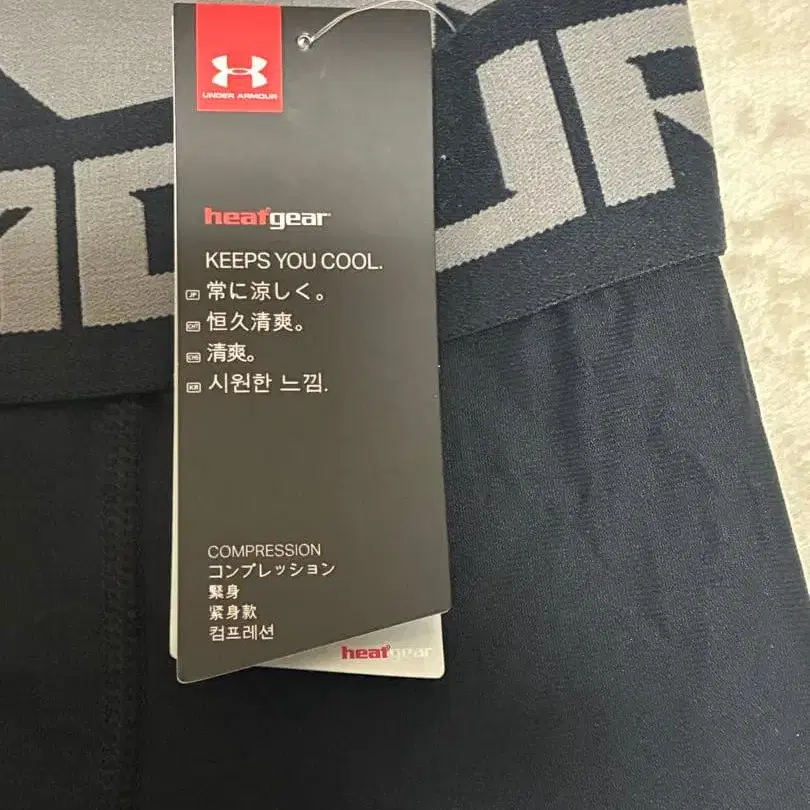 UNDER ARMOUR
heatgear
KEEPS YOU COOL.
JP 常に涼しく。
CHT 恒久清爽。
CHS 清爽。
KR 시원한 느낌.
COMPRESSION
コンプレッション
緊身
紧身款
컴프레션
heatgear